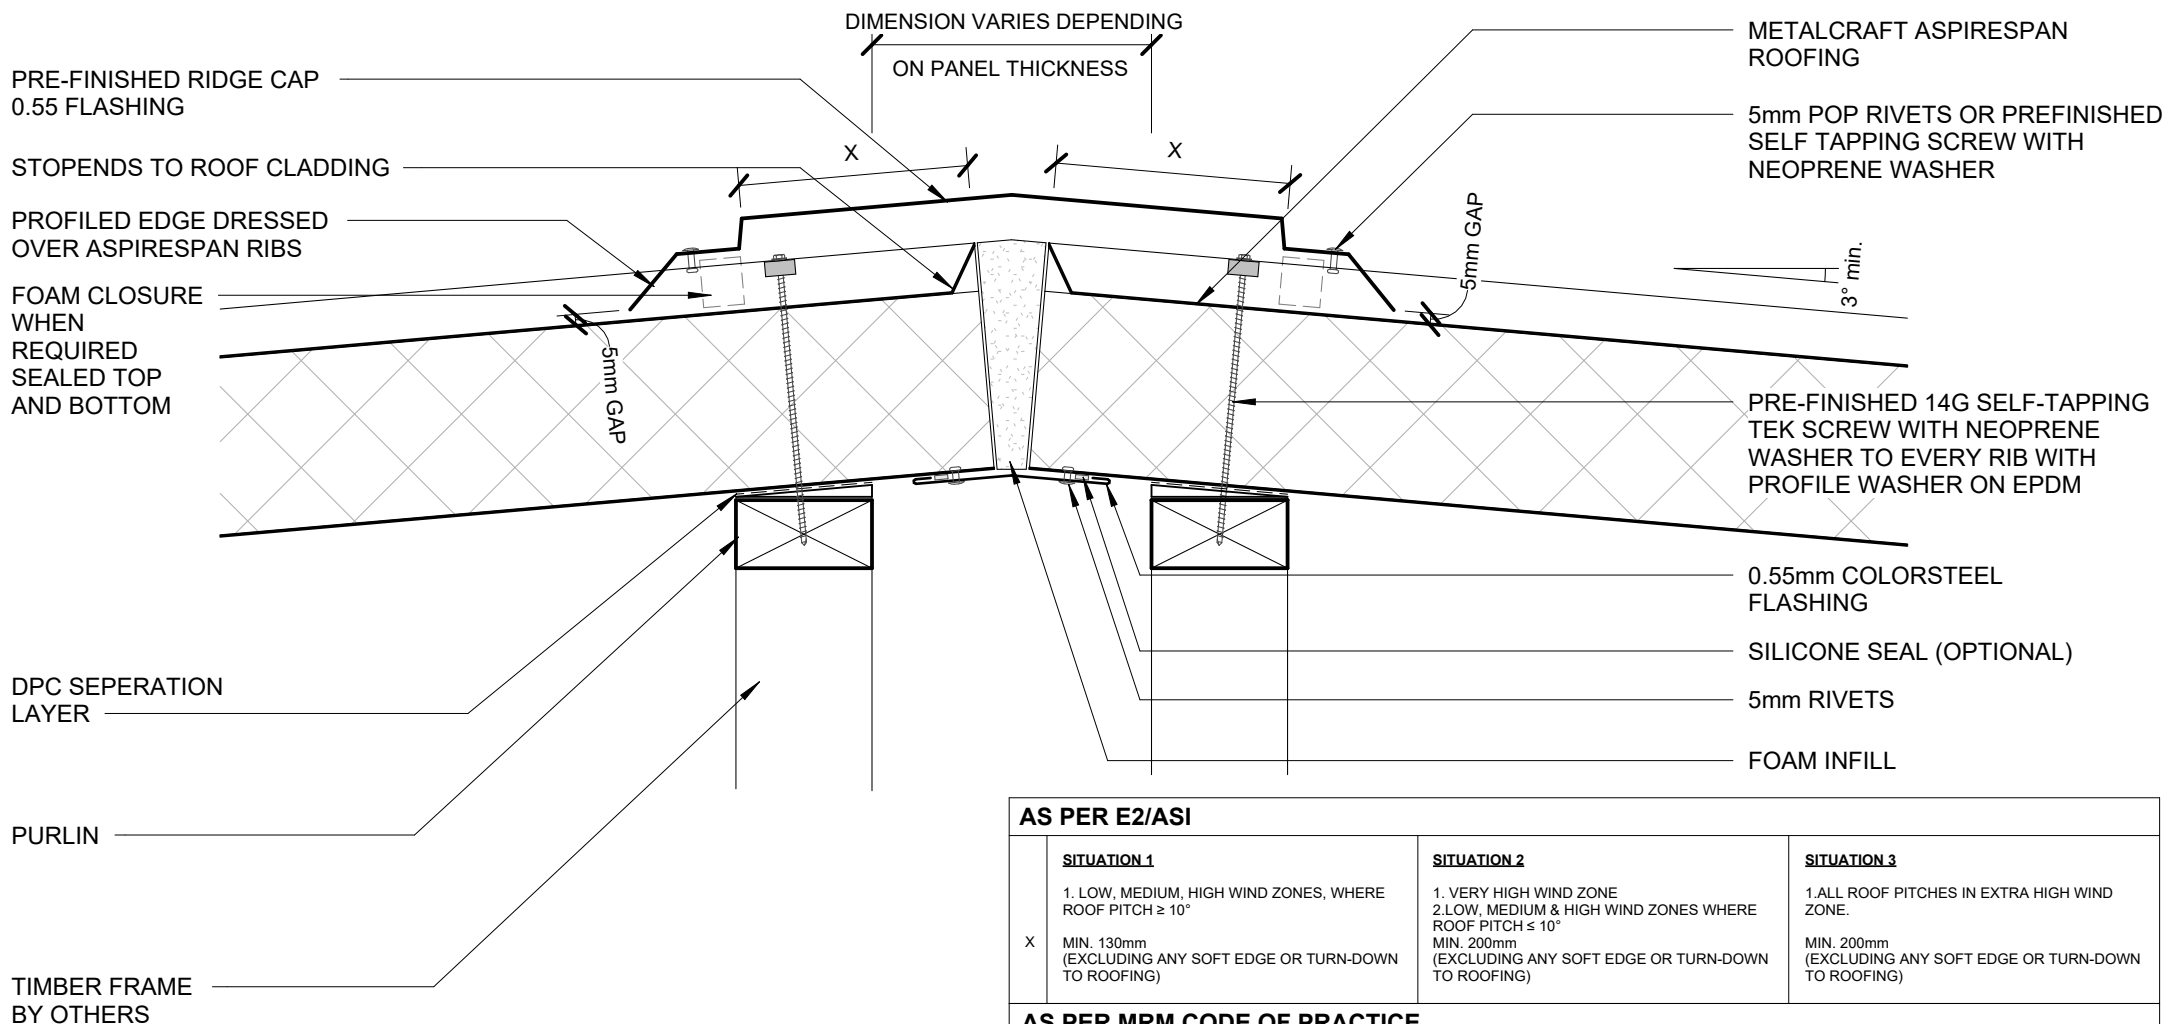 DIMENSION VARIES DEPENDING
ON PANEL THICKNESS
PRE-FINISHED RIDGE CAP
0.55 FLASHING
STOPENDS TO ROOF CLADDING
PROFILED EDGE DRESSED
OVER ASPIRESPAN RIBS
FOAM CLOSURE
WHEN
REQUIRED
SEALED TOP
AND BOTTOM
DPC SEPERATION
LAYER
PURLIN
TIMBER FRAME
BY OTHERS
X
X
5mm GAP
5mm GAP
3° min.
METALCRAFT ASPIRESPAN
ROOFING
5mm POP RIVETS OR PREFINISHED
SELF TAPPING SCREW WITH
NEOPRENE WASHER
PRE-FINISHED 14G SELF-TAPPING
TEK SCREW WITH NEOPRENE
WASHER TO EVERY RIB WITH
PROFILE WASHER ON EPDM
0.55mm COLORSTEEL
FLASHING
SILICONE SEAL (OPTIONAL)
5mm RIVETS
FOAM INFILL
AS PER E2/ASI
X
SITUATION 1
1. LOW, MEDIUM, HIGH WIND ZONES, WHERE
ROOF PITCH ≥ 10°
MIN. 130mm
(EXCLUDING ANY SOFT EDGE OR TURN-DOWN
TO ROOFING)
SITUATION 2
1. VERY HIGH WIND ZONE
2.LOW, MEDIUM & HIGH WIND ZONES WHERE
ROOF PITCH ≤ 10°
MIN. 200mm
(EXCLUDING ANY SOFT EDGE OR TURN-DOWN
TO ROOFING)
SITUATION 3
1.ALL ROOF PITCHES IN EXTRA HIGH WIND
ZONE.
MIN. 200mm
(EXCLUDING ANY SOFT EDGE OR TURN-DOWN
TO ROOFING)
AS PER MRM CODE OF PRACTICE